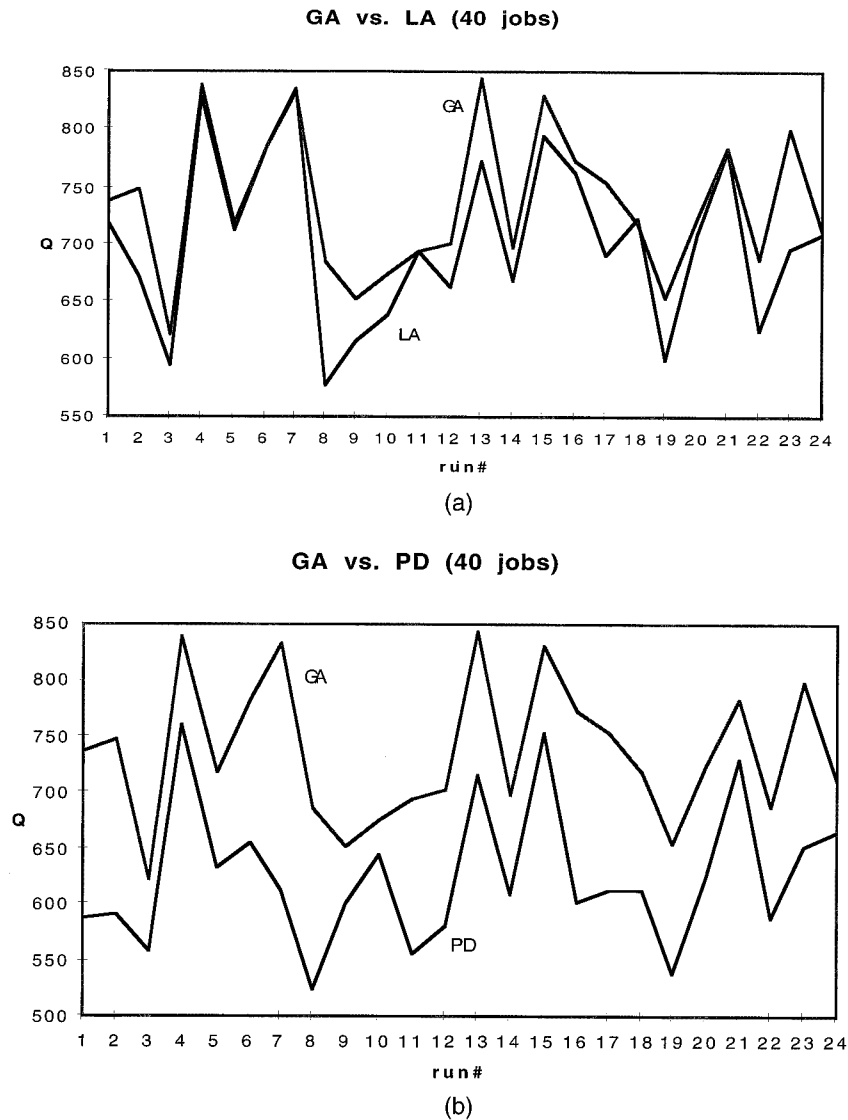 GA vs. LA (40 jobs)
850
800
750
700
650
600
550
Q
GA
LA
1 2 3 4 5 6 7 8 9 10 11 12 13 14 15 16 17 18 19 20 21 22 23 24
run#
(a)
GA vs. PD (40 jobs)
850
800
750
700
650
600
550
500
Q
GA
PD
1 2 3 4 5 6 7 8 9 10 11 12 13 14 15 16 17 18 19 20 21 22 23 24
run#
(b)